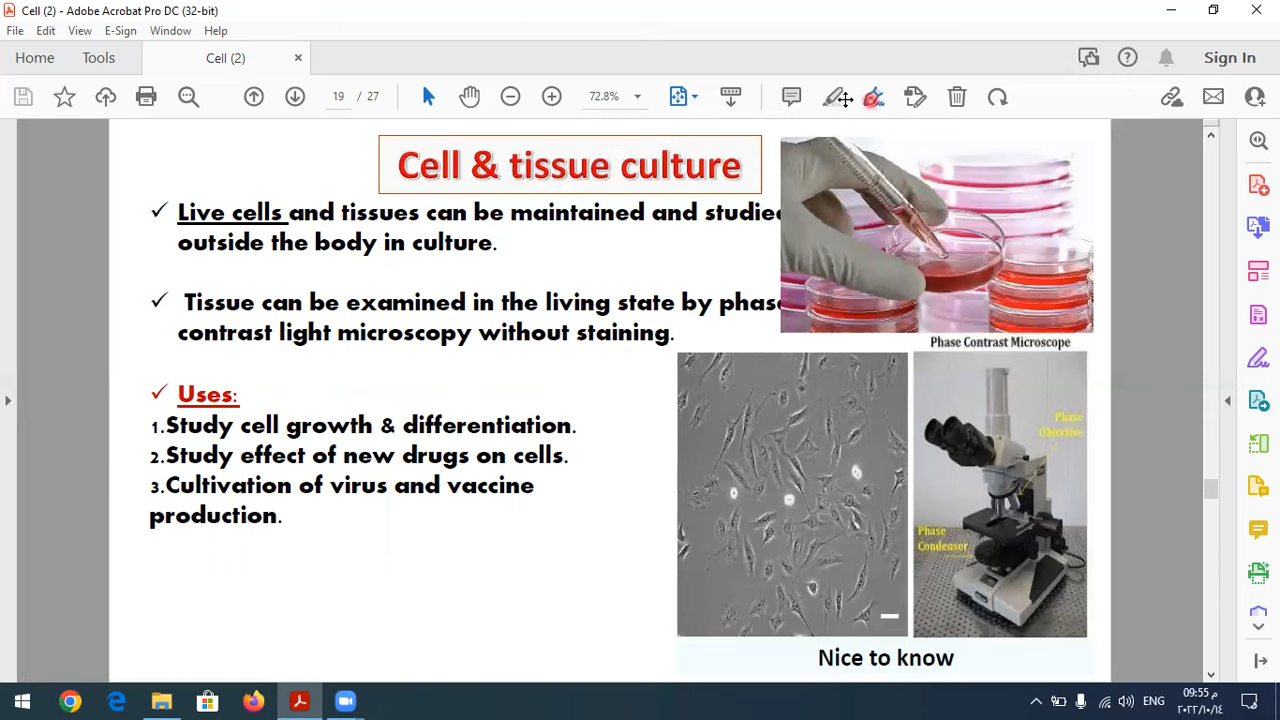 Cell (2) - Adobe Acrobat Pro DC (32-bit)
File Edit View E-Sign Window Help
Home Tools Cell (2) × Sign In
19 / 27 72.8%
Cell & tissue culture
✓ Live cells and tissues can be maintained and studied
outside the body in culture.
✓ Tissue can be examined in the living state by phase
contrast light microscopy without staining.
✓ Uses:
1.Study cell growth & differentiation.
2.Study effect of new drugs on cells.
3.Cultivation of virus and vaccine
production.
Phase Contrast Microscope
Phase
Objective
Phase
Condenser
Nice to know
ENG
09:55 م
٢٠٢٢/١٠/١٤